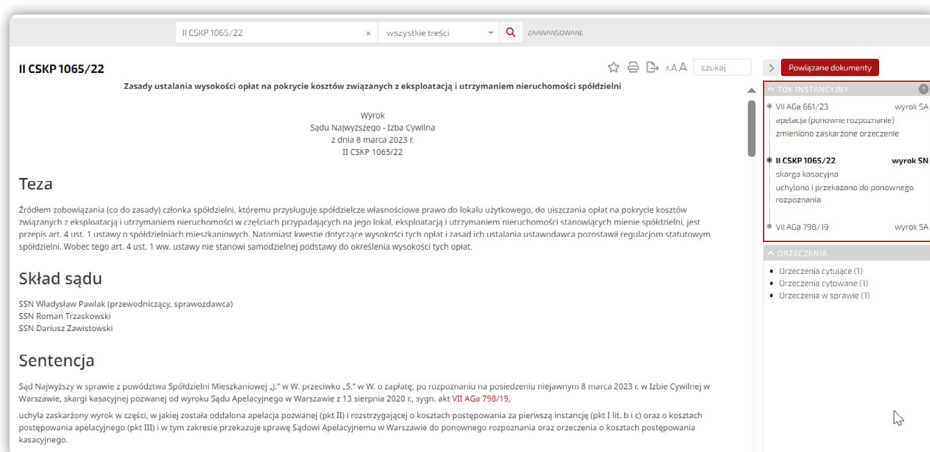 II CSKP 1065/22 × wszystkie treści ZAAWANSOWANE
II CSKP 1065/22 AAA szukaj
Zasady ustalania wysokości opłat na pokrycie kosztów związanych z eksploatacją i utrzymaniem nieruchomości spółdzielni
Wyrok
Sądu Najwyższego - Izba Cywilna
z dnia 8 marca 2023 r.
II CSKP 1065/22
Teza
Źródłem zobowiązania (co do zasady) członka spółdzielni, któremu przysługuje spółdzielcze własnościowe prawo do lokalu użytkowego, do uiszczania opłat na pokrycie kosztów
związanych z eksploatacją i utrzymaniem nieruchomości w częściach przypadających na jego lokal, eksploatacją i utrzymaniem nieruchomości stanowiących mienie spółdzielni, jest
przepis art. 4 ust. 1 ustawy o spółdzielniach mieszkaniowych. Natomiast kwestie dotyczące wysokości tych opłat i zasad ich ustalania ustawodawca pozostawił regulacjom statutowym
spółdzielni. Wobec tego art. 4 ust. 1 ww. ustawy nie stanowi samodzielnej podstawy do określenia wysokości tych opłat.
Skład sądu
SSN Władysław Pawlak (przewodniczący, sprawozdawca)
SSN Roman Trzaskowski
SSN Dariusz Zawistowski
Sentencja
Sąd Najwyższy w sprawie z powództwa Spółdzielni Mieszkaniowej „J.” w W. przeciwko „S.” w W. o zapłatę, po rozpoznaniu na posiedzeniu niejawnym 8 marca 2023 r. w Izbie Cywilnej w
Warszawie, skargi kasacyjnej pozwanej od wyroku Sądu Apelacyjnego w Warszawie z 13 sierpnia 2020 r., sygn. akt VII AGa 798/19,
uchyla zaskarżony wyrok w części, w jakiej została oddalona apelacja pozwanej (pkt II) i rozstrzygającej o kosztach postępowania za pierwszą instancję (pkt I lit. b i c) oraz o kosztach
postępowania apelacyjnego (pkt III) i w tym zakresie przekazuje sprawę Sądowi Apelacyjnemu w Warszawie do ponownego rozpoznania oraz orzeczenia o kosztach postępowania
kasacyjnego.
Powiązane dokumenty
TOK INSTANCYJNY
VII AGa 661/23 wyrok SA
apelacja (ponowne rozpoznanie)
zmieniono zaskarżone orzeczenie
II CSKP 1065/22 wyrok SN
skarga kasacyjna
uchylono i przekazano do ponownego
rozpoznania
VII AGa 798/19 wyrok SA
ORZECZENIA
Orzeczenia cytujące (1)
Orzeczenia cytowane (1)
Orzeczenia w sprawie (1)